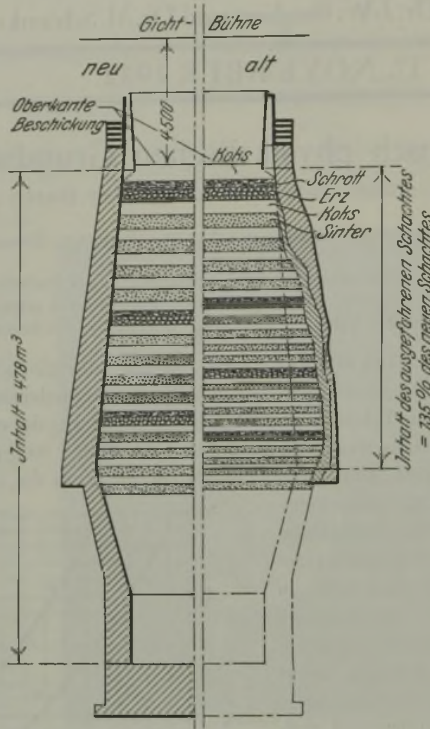 Gicht-Bühne
neu alt
4500
Oberkante
Beschickung
Koks
Schrott
Erz
Koks
Sinter
Inhalt = 478 m³
Inhalt des ausgefahrenen Schachtes
= 135 % des neuen Schachtes